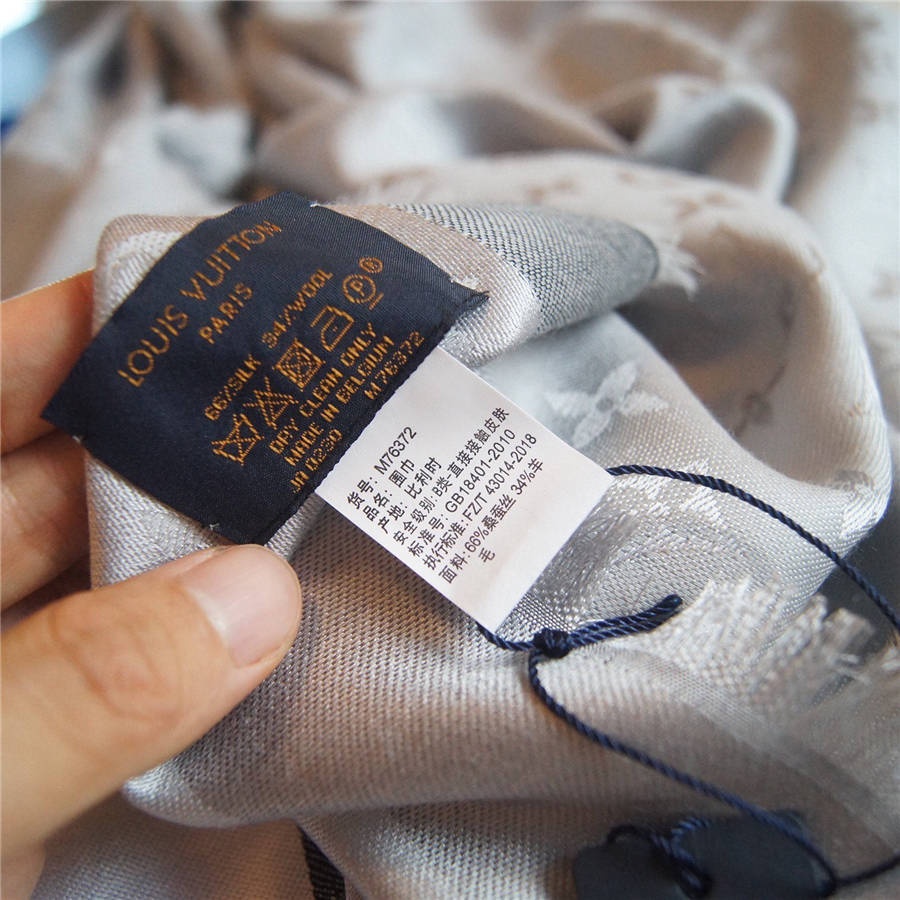 LOUIS VUITTON
PARIS
66%SILK 34%WOOL
DRY CLEAN ONLY
MADE IN BELGIUM
M76372
货号: M76372
品名: 围巾
产地: 比利时
安全级别: B类-直接接触皮肤
标准号: GB18401-2010
执行标准: FZ/T 43014-2018
面料: 66%桑蚕丝 34%羊
毛